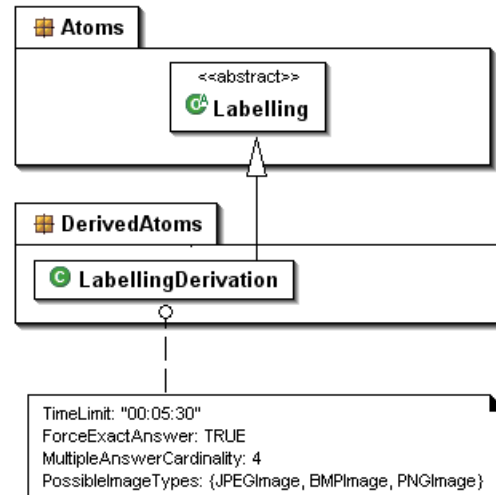 Atoms
<<abstract>>
Labelling
DerivedAtoms
LabellingDerivation
TimeLimit: "00:05:30"
ForceExactAnswer: TRUE
MultipleAnswerCardinality: 4
PossibleImageTypes: {JPEGImage, BMPImage, PNGImage}